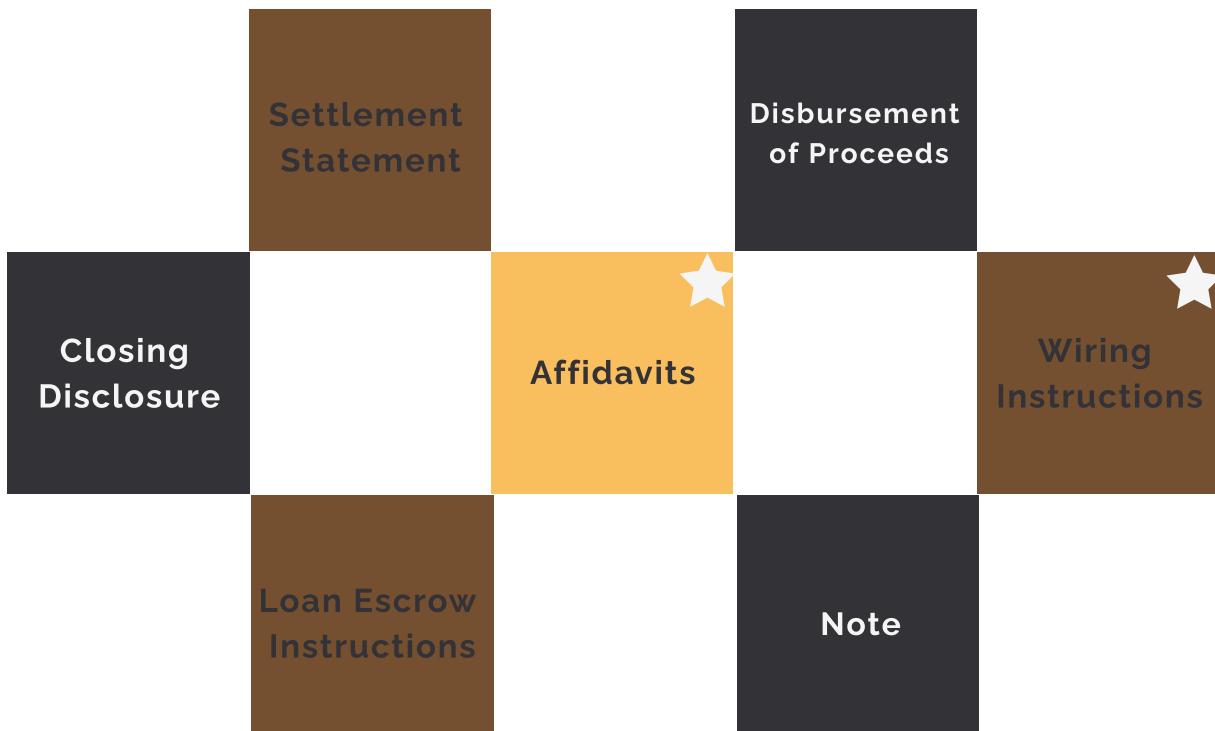 Settlement
Statement
Disbursement
of Proceeds
Closing
Disclosure
Affidavits
Wiring
Instructions
Loan Escrow
Instructions
Note